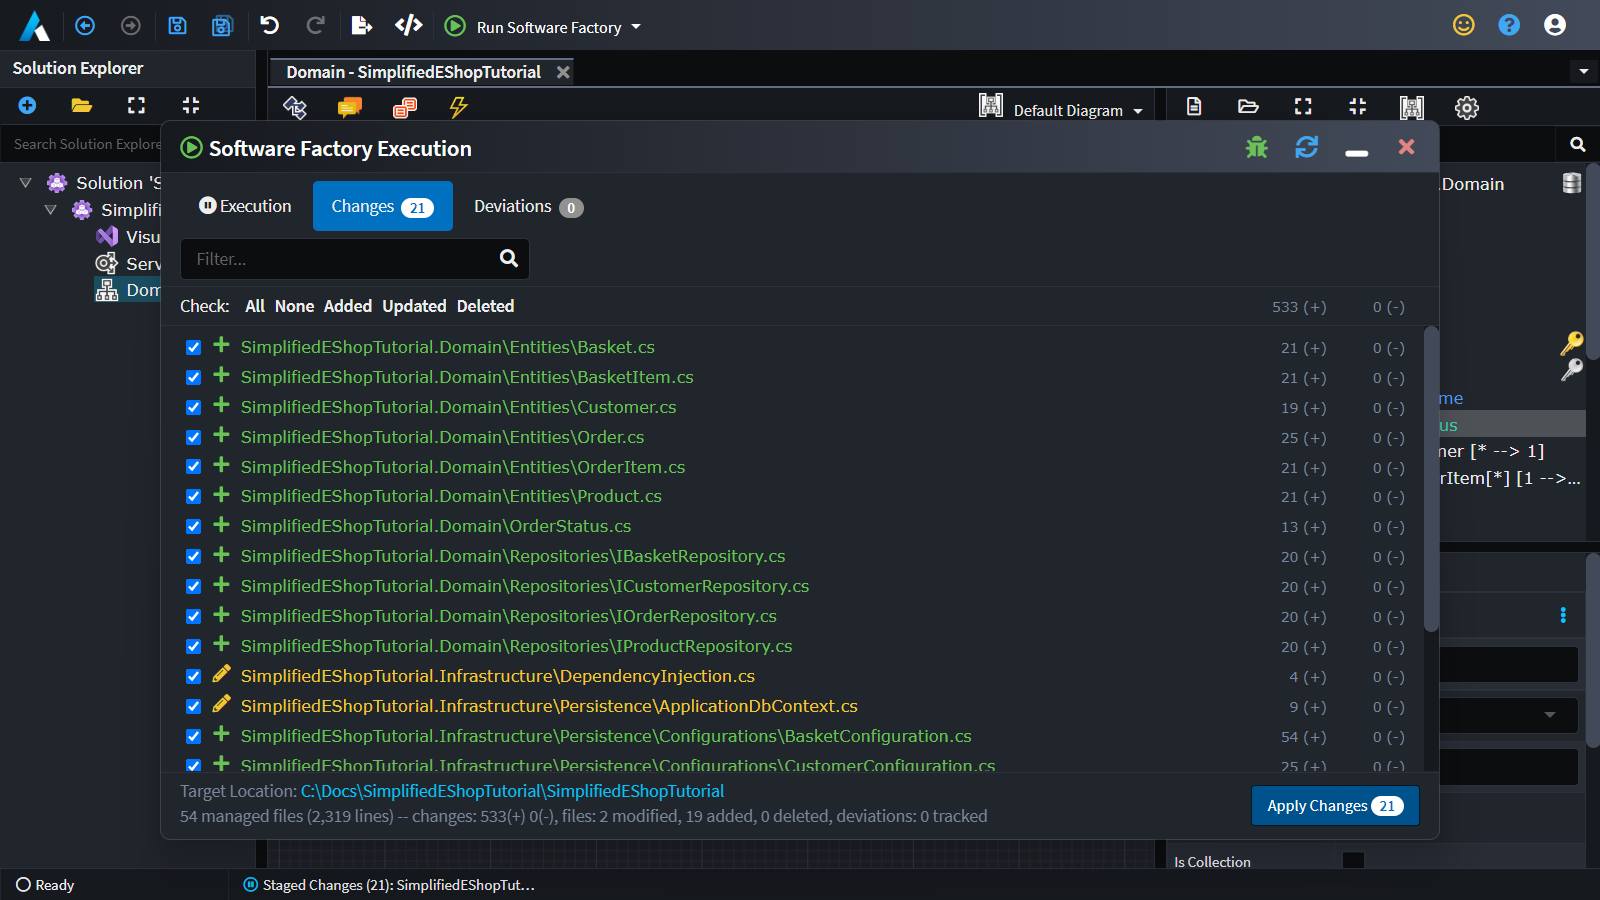 Run Software Factory
Solution Explorer
Domain - SimplifiedEShopTutorial
Default Diagram
Search Solution Explore
Software Factory Execution
Solution 'S
.Domain
Execution
Changes 21
Deviations 0
Simplifi
Visu
Filter...
Serv
Dom
Check: All None Added Updated Deleted 533 (+) 0 (-)
SimplifiedEShopTutorial.Domain\Entities\Basket.cs 21 (+) 0 (-)
SimplifiedEShopTutorial.Domain\Entities\BasketItem.cs 21 (+) 0 (-)
SimplifiedEShopTutorial.Domain\Entities\Customer.cs 19 (+) 0 (-)
SimplifiedEShopTutorial.Domain\Entities\Order.cs 25 (+) 0 (-)
SimplifiedEShopTutorial.Domain\Entities\OrderItem.cs 21 (+) 0 (-)
SimplifiedEShopTutorial.Domain\Entities\Product.cs 21 (+) 0 (-)
SimplifiedEShopTutorial.Domain\OrderStatus.cs 13 (+) 0 (-)
SimplifiedEShopTutorial.Domain\Repositories\IBasketRepository.cs 20 (+) 0 (-)
SimplifiedEShopTutorial.Domain\Repositories\ICustomerRepository.cs 20 (+) 0 (-)
SimplifiedEShopTutorial.Domain\Repositories\IOrderRepository.cs 20 (+) 0 (-)
SimplifiedEShopTutorial.Domain\Repositories\IProductRepository.cs 20 (+) 0 (-)
SimplifiedEShopTutorial.Infrastructure\DependencyInjection.cs 4 (+) 0 (-)
SimplifiedEShopTutorial.Infrastructure\Persistence\ApplicationDbContext.cs 9 (+) 0 (-)
SimplifiedEShopTutorial.Infrastructure\Persistence\Configurations\BasketConfiguration.cs 54 (+) 0 (-)
SimplifiedEShopTutorial.Infrastructure\Persistence\Configurations\CustomerConfiguration.cs 25 (+) 0 (-)
me
us
mer [* --> 1]
rItem[*] [1 -->...
Target Location: C:\Docs\SimplifiedEShopTutorial\SimplifiedEShopTutorial
54 managed files (2,319 lines) -- changes: 533(+) 0(-), files: 2 modified, 19 added, 0 deleted, deviations: 0 tracked
Apply Changes 21
Is Collection
Ready
Staged Changes (21): SimplifiedEShopTut...